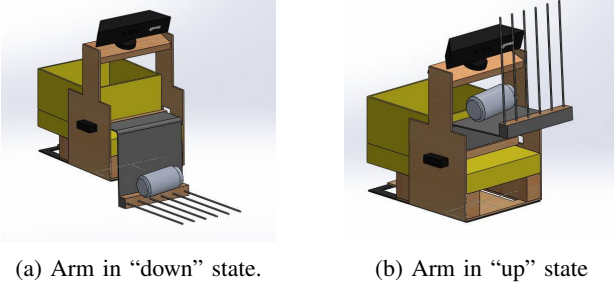 (a) Arm in “down” state.
(b) Arm in “up” state